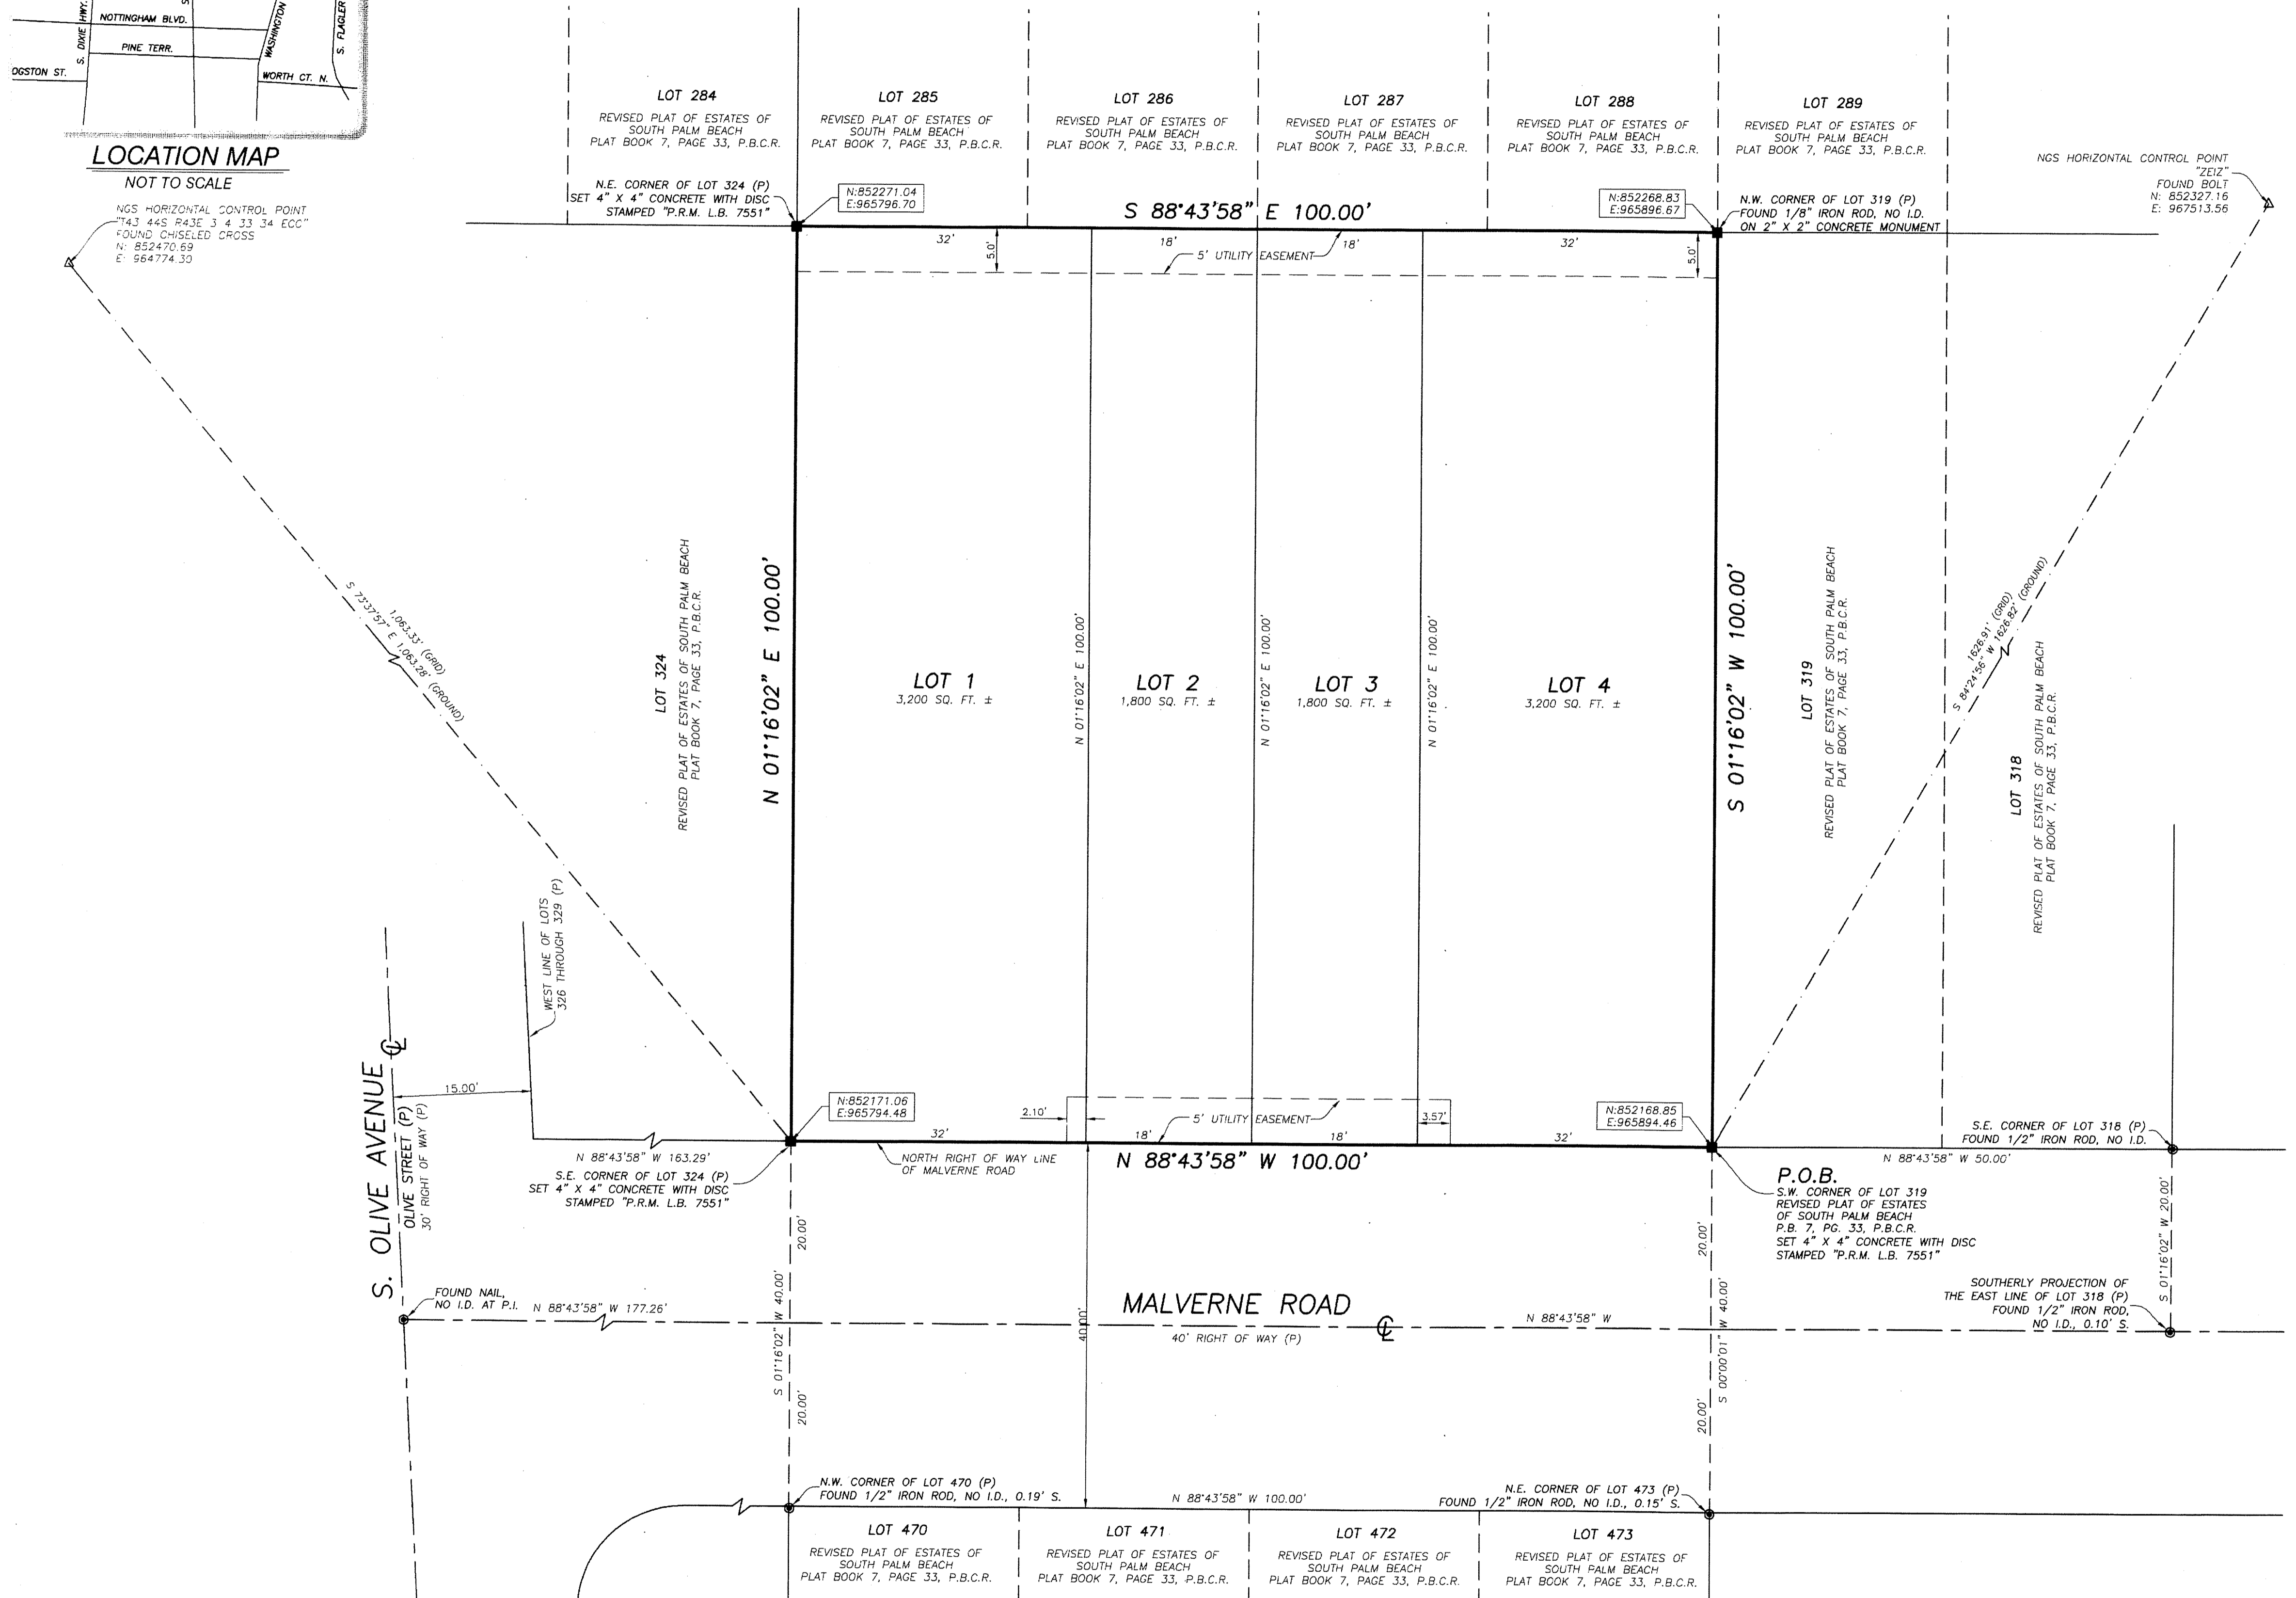 NOTTINGHAM BLVD.
PINE TERR.
S. DIXIE HWY.
S
WASHINGTON
S. FLAGLER
OGSTON ST.
WORTH CT. N.
LOCATION MAP
NOT TO SCALE
NGS HORIZONTAL CONTROL POINT
"T43 44S R43E 3 4 33 34 ECC"
FOUND CHISELED CROSS
N: 852470.69
E: 964774.30
LOT 284
REVISED PLAT OF ESTATES OF
SOUTH PALM BEACH
PLAT BOOK 7, PAGE 33, P.B.C.R.
LOT 285
REVISED PLAT OF ESTATES OF
SOUTH PALM BEACH
PLAT BOOK 7, PAGE 33, P.B.C.R.
LOT 286
REVISED PLAT OF ESTATES OF
SOUTH PALM BEACH
PLAT BOOK 7, PAGE 33, P.B.C.R.
LOT 287
REVISED PLAT OF ESTATES OF
SOUTH PALM BEACH
PLAT BOOK 7, PAGE 33, P.B.C.R.
LOT 288
REVISED PLAT OF ESTATES OF
SOUTH PALM BEACH
PLAT BOOK 7, PAGE 33, P.B.C.R.
LOT 289
REVISED PLAT OF ESTATES OF
SOUTH PALM BEACH
PLAT BOOK 7, PAGE 33, P.B.C.R.
NGS HORIZONTAL CONTROL POINT
"ZEIZ"
FOUND BOLT
N: 852327.16
E: 967513.56
N.E. CORNER OF LOT 324 (P)
SET 4" X 4" CONCRETE WITH DISC
STAMPED "P.R.M. L.B. 7551"
N:852271.04
E:965796.70
S 88°43'58" E 100.00'
N:852268.83
E:965896.67
N.W. CORNER OF LOT 319 (P)
FOUND 1/8" IRON ROD, NO I.D.
ON 2" X 2" CONCRETE MONUMENT
32'
18'
18'
32'
5.0'
5' UTILITY EASEMENT
5.0'
S 73°37'57" E 1,063.28' (GROUND)
1,063.33' (GRID)
LOT 324
REVISED PLAT OF ESTATES OF SOUTH PALM BEACH
PLAT BOOK 7, PAGE 33, P.B.C.R.
N 01°16'02" E 100.00'
LOT 1
3,200 SQ. FT. ±
N 01°16'02" E 100.00'
LOT 2
1,800 SQ. FT. ±
N 01°16'02" E 100.00'
LOT 3
1,800 SQ. FT. ±
N 01°16'02" E 100.00'
LOT 4
3,200 SQ. FT. ±
S 01°16'02" W 100.00'
LOT 319
REVISED PLAT OF ESTATES OF SOUTH PALM BEACH
PLAT BOOK 7, PAGE 33, P.B.C.R.
1626.91' (GRID)
S 84°24'56" W 1626.82' (GROUND)
LOT 318
REVISED PLAT OF ESTATES OF SOUTH PALM BEACH
PLAT BOOK 7, PAGE 33, P.B.C.R.
WEST LINE OF LOTS
326 THROUGH 329 (P)
S. OLIVE AVENUE
OLIVE STREET (P)
30' RIGHT OF WAY (P)
15.00'
N:852171.06
E:965794.48
2.10'
5' UTILITY EASEMENT
3.57'
N:852168.85
E:965894.46
32'
18'
18'
32'
N 88°43'58" W 163.29'
S.E. CORNER OF LOT 324 (P)
SET 4" X 4" CONCRETE WITH DISC
STAMPED "P.R.M. L.B. 7551"
NORTH RIGHT OF WAY LINE
OF MALVERNE ROAD
N 88°43'58" W 100.00'
S.E. CORNER OF LOT 318 (P)
FOUND 1/2" IRON ROD, NO I.D.
N 88°43'58" W 50.00'
P.O.B.
S.W. CORNER OF LOT 319
REVISED PLAT OF ESTATES
OF SOUTH PALM BEACH
P.B. 7, PG. 33, P.B.C.R.
SET 4" X 4" CONCRETE WITH DISC
STAMPED "P.R.M. L.B. 7551"
S 01°16'02" W 20.00'
20.00'
20.00'
SOUTHERLY PROJECTION OF
THE EAST LINE OF LOT 318 (P)
FOUND 1/2" IRON ROD,
NO I.D., 0.10' S.
FOUND NAIL,
NO I.D. AT P.I.
N 88°43'58" W 177.26'
S 01°16'02" W 40.00'
40.00'
MALVERNE ROAD
40' RIGHT OF WAY (P)
N 88°43'58" W
S 00°00'01" W 40.00'
20.00'
20.00'
N.W. CORNER OF LOT 470 (P)
FOUND 1/2" IRON ROD, NO I.D., 0.19' S.
N 88°43'58" W 100.00'
N.E. CORNER OF LOT 473 (P)
FOUND 1/2" IRON ROD, NO I.D., 0.15' S.
LOT 470
REVISED PLAT OF ESTATES OF
SOUTH PALM BEACH
PLAT BOOK 7, PAGE 33, P.B.C.R.
LOT 471
REVISED PLAT OF ESTATES OF
SOUTH PALM BEACH
PLAT BOOK 7, PAGE 33, P.B.C.R.
LOT 472
REVISED PLAT OF ESTATES OF
SOUTH PALM BEACH
PLAT BOOK 7, PAGE 33, P.B.C.R.
LOT 473
REVISED PLAT OF ESTATES OF
SOUTH PALM BEACH
PLAT BOOK 7, PAGE 33, P.B.C.R.